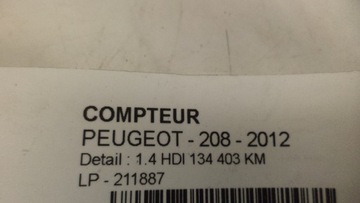 COMPTEUR
PEUGEOT - 208 - 2012
Detail : 1.4 HDI 134 403 KM
LP - 211887